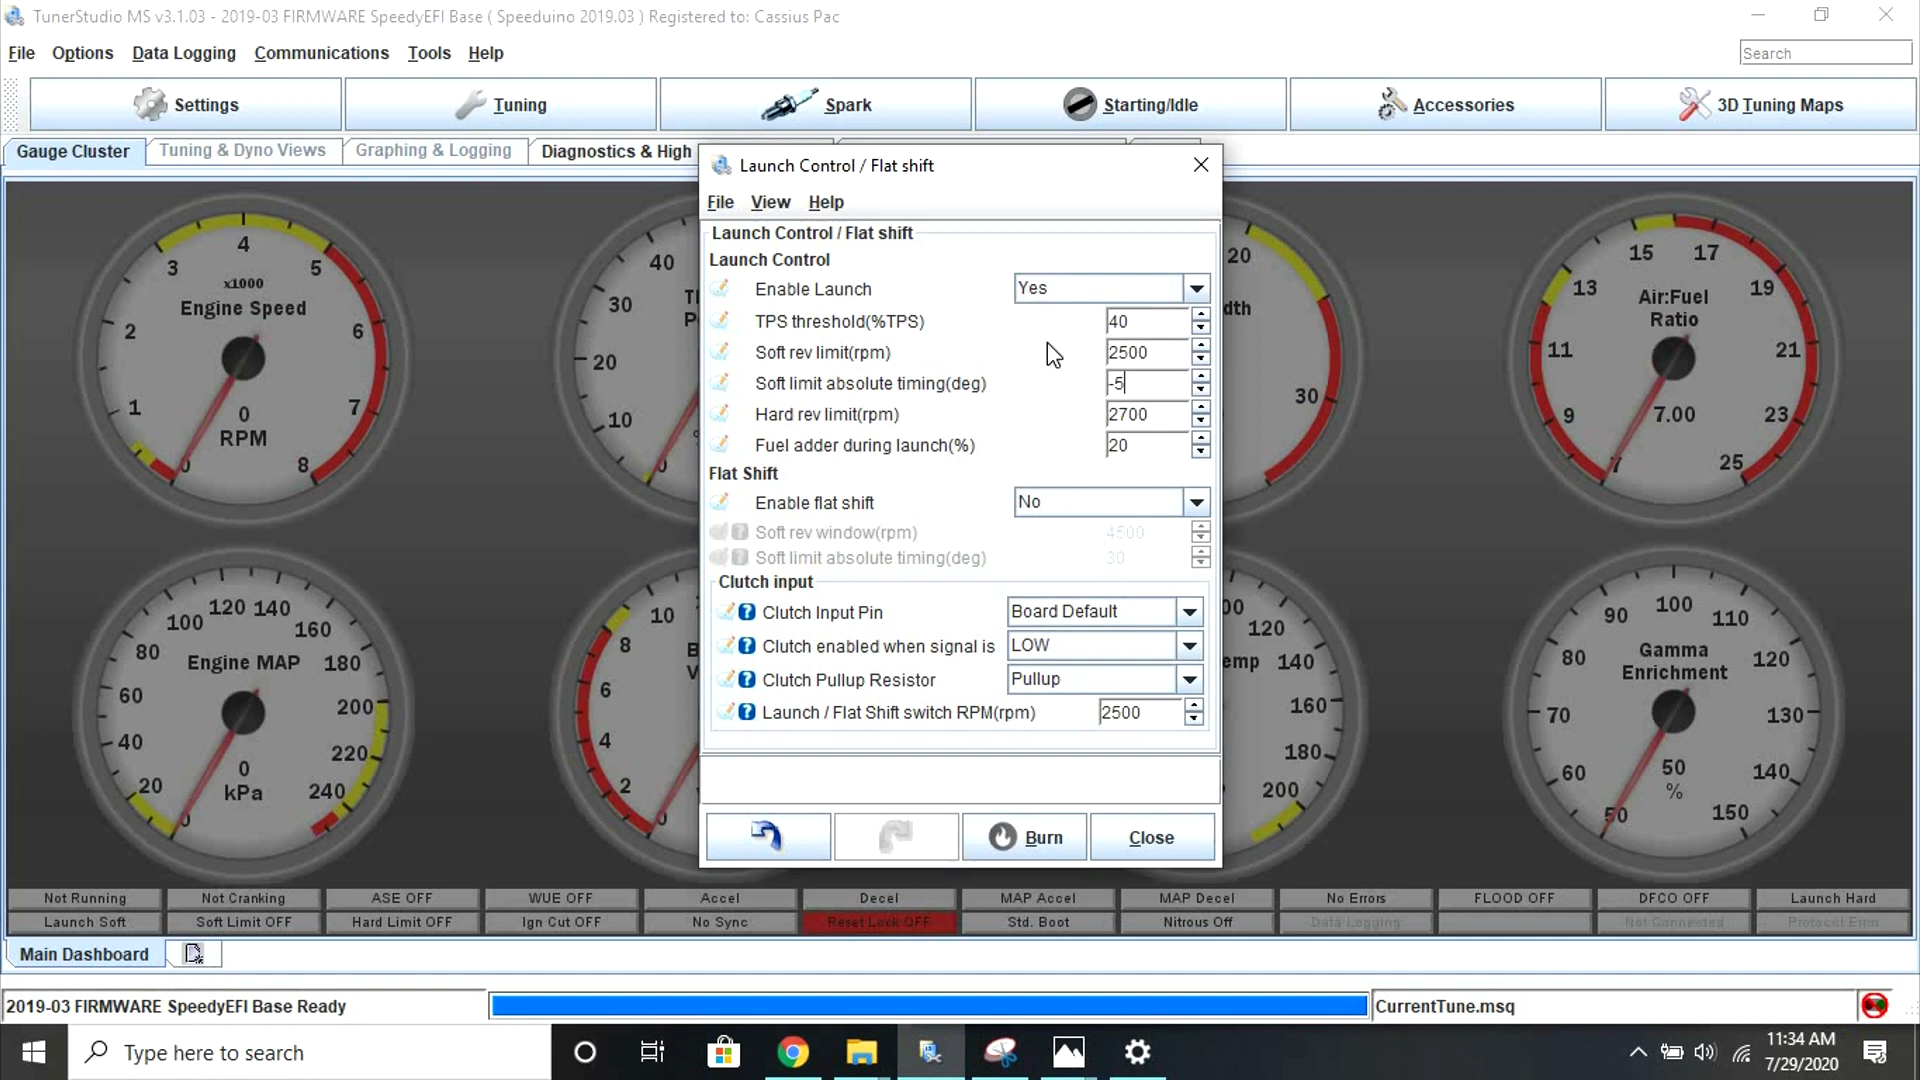 TunerStudio MS v3.1.03 - 2019-03 FIRMWARE SpeedyEFI Base ( Speeduino 2019.03 ) Registered to: Cassius Pac
File Options Data Logging Communications Tools Help
Search
Settings Tuning Spark Starting/Idle Accessories 3D Tuning Maps
Gauge Cluster Tuning & Dyno Views Graphing & Logging Diagnostics & High
Launch Control / Flat shift
File View Help
Launch Control / Flat shift
Launch Control
Enable Launch Yes
TPS threshold(%TPS) 40
Soft rev limit(rpm) 2500
Soft limit absolute timing(deg) -5
Hard rev limit(rpm) 2700
Fuel adder during launch(%) 20
Flat Shift
Enable flat shift No
Soft rev window(rpm) 4500
Soft limit absolute timing(deg) 30
Clutch input
Clutch Input Pin Board Default
Clutch enabled when signal is LOW
Clutch Pullup Resistor Pullup
Launch / Flat Shift switch RPM(rpm) 2500
Burn Close
0 1 2 3 4 5 6 7 8
x1000
Engine Speed
0
RPM
0 10 20 30 40
20
30
dth
7 9 11 13 15 17 19 21 23 25
Air:Fuel
Ratio
7.00
0 20 40 60 80 100 120 140 160 180 200 220 240
Engine MAP
0
kPa
0 2 4 6 8 10
B
V
120 140 160 180 200
emp
50 60 70 80 90 100 110 120 130 140 150
Gamma
Enrichment
50
%
Not Running Not Cranking ASE OFF WUE OFF Accel Decel MAP Accel MAP Decel No Errors FLOOD OFF DFCO OFF Launch Hard
Launch Soft Soft Limit OFF Hard Limit OFF Ign Cut OFF No Sync Reset Lock OFF Std. Boot Nitrous Off Data Logging Not Connected Protocol Error
Main Dashboard
2019-03 FIRMWARE SpeedyEFI Base Ready CurrentTune.msq
Type here to search
11:34 AM
7/29/2020